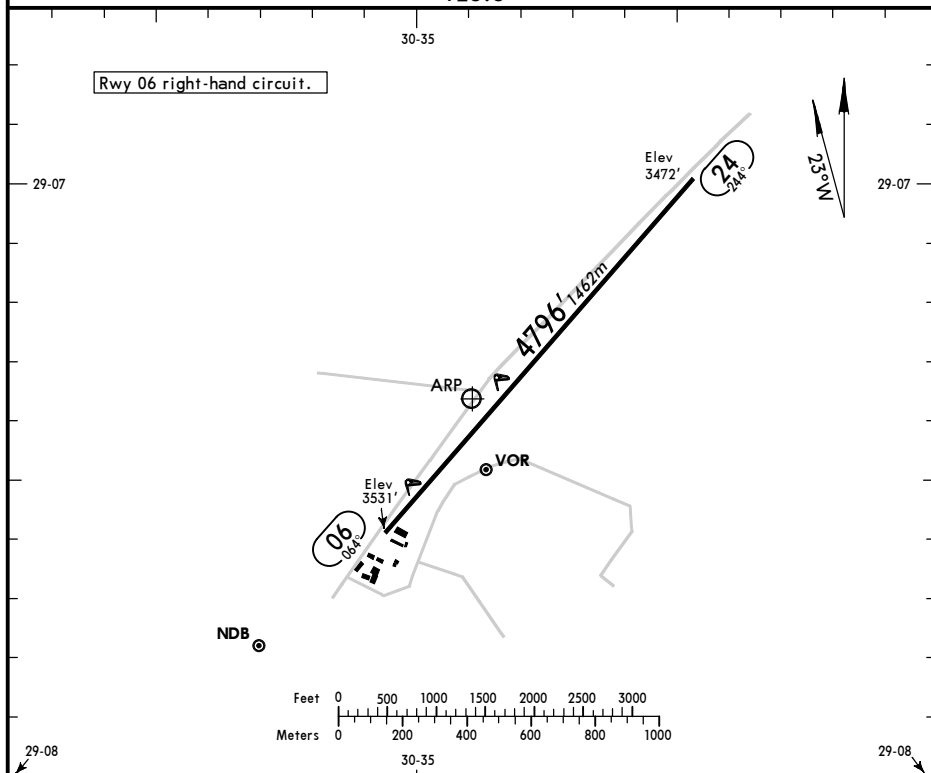 30-35
Rwy 06 right-hand circuit.
29-07
29-07
Elev
3472'
24
244°
23°W
4796' 1462m
ARP
VOR
Elev
3531'
06
064°
NDB
Feet 0 500 1000 1500 2000 2500 3000
Meters 0 200 400 600 800 1000
29-08
30-35
29-08